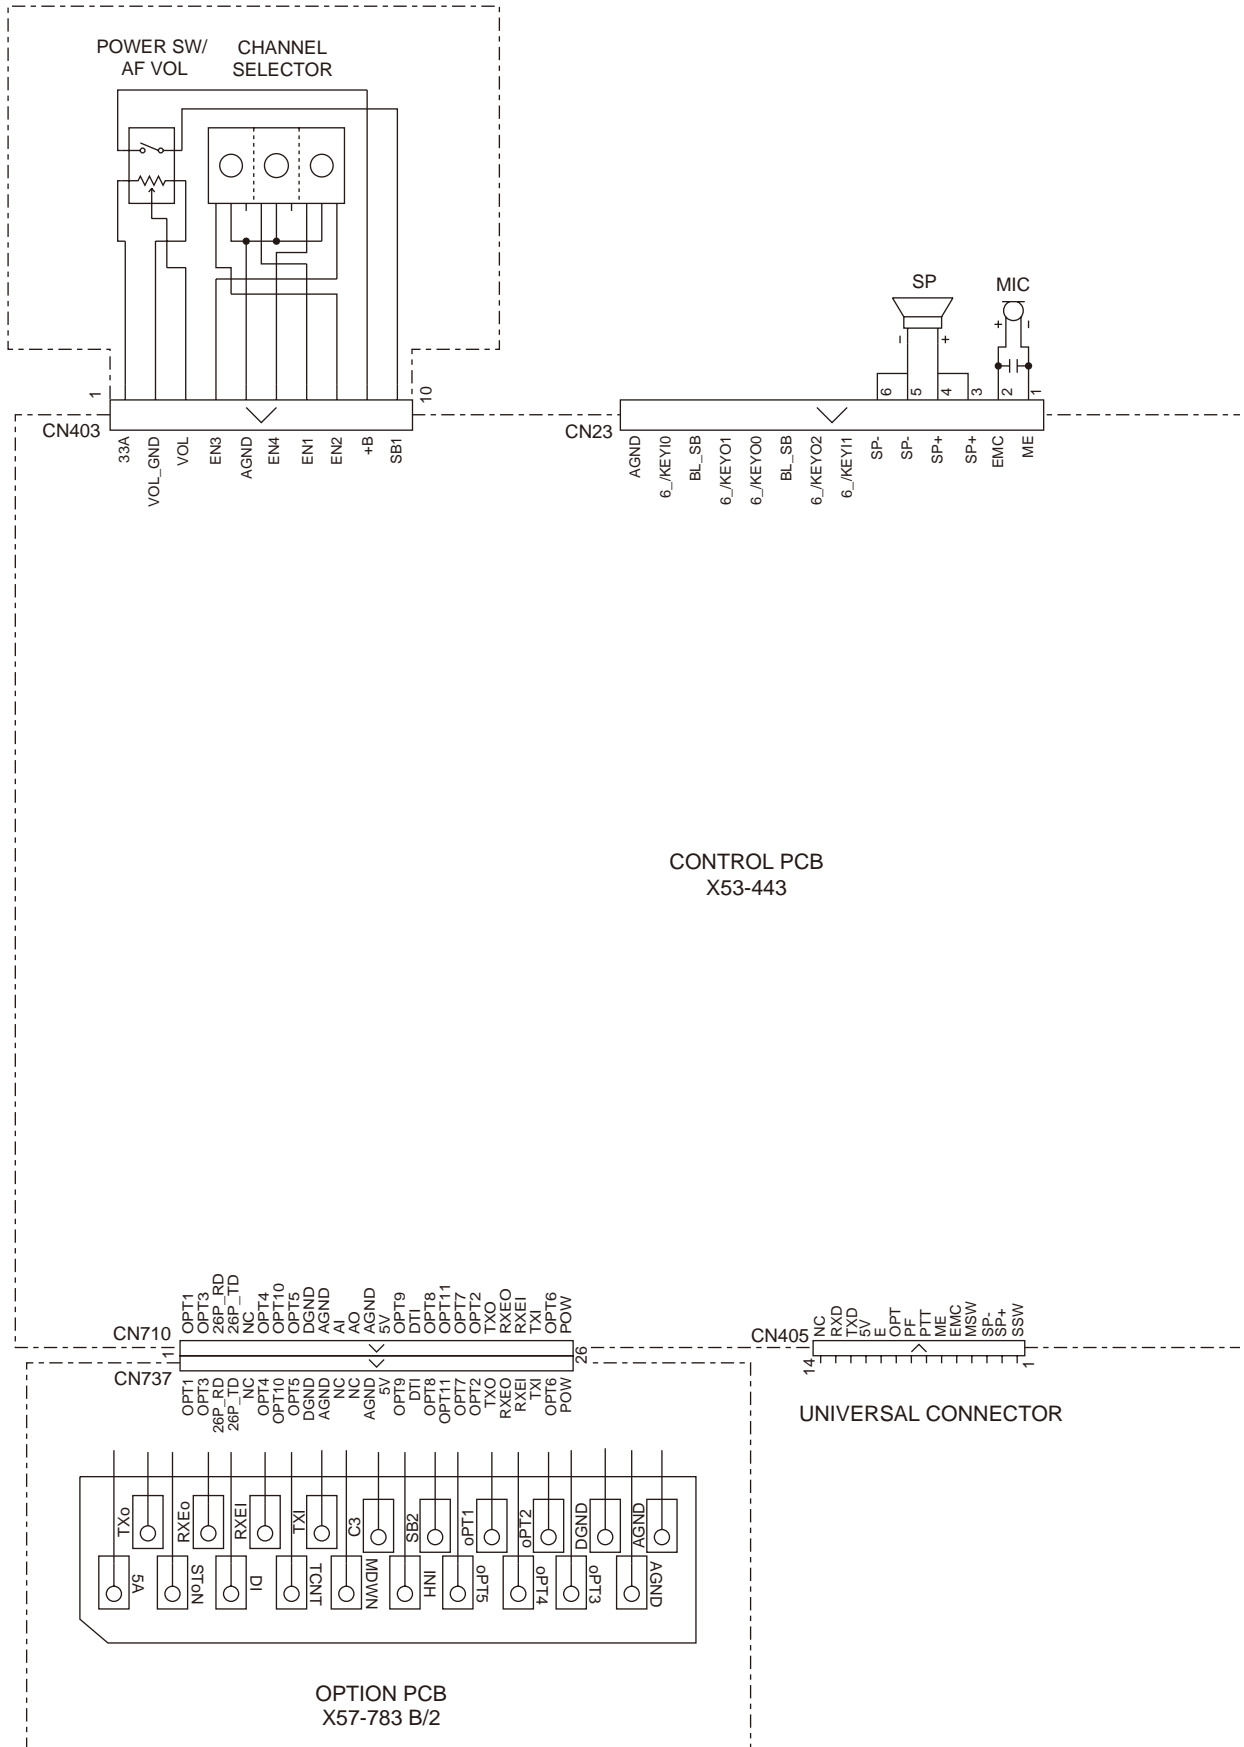 POWER SW/
AF VOL
CHANNEL
SELECTOR
SP
MIC
-
+
+
-
1
10
6
5
4
3
2
1
CN403
33A
VOL_GND
VOL
EN3
AGND
EN4
EN1
EN2
+B
SB1
CN23
AGND
6_/KEYI0
BL_SB
6_/KEYO1
6_/KEYO0
BL_SB
6_/KEYO2
6_/KEYI1
SP-
SP-
SP+
SP+
EMC
ME
CONTROL PCB
X53-443
CN710
OPT1
OPT3
26P_RD
26P_TD
NC
OPT4
OPT10
OPT5
DGND
AGND
AI
AO
AGND
5V
OPT9
DTI
OPT8
OPT11
OPT7
OPT2
TXO
RXEO
RXEI
TXI
OPT6
POW
1
26
CN737
OPT1
OPT3
26P_RD
26P_TD
NC
OPT4
OPT10
OPT5
DGND
AGND
NC
NC
AGND
5V
OPT9
DTI
OPT8
OPT11
OPT7
OPT2
TXO
RXEO
RXEI
TXI
OPT6
POW
CN405
NC
RXD
TXD
5V
E
OPT
PF
PTT
ME
EMC
MSW
SP-
SP+
SSW
14
1
UNIVERSAL CONNECTOR
TXo
RXEo
RXEI
TXI
C3
SB2
oPT1
oPT2
DGND
AGND
5A
SToN
DI
TCNT
MDWN
INH
oPT5
oPT4
oPT3
AGND
OPTION PCB
X57-783 B/2